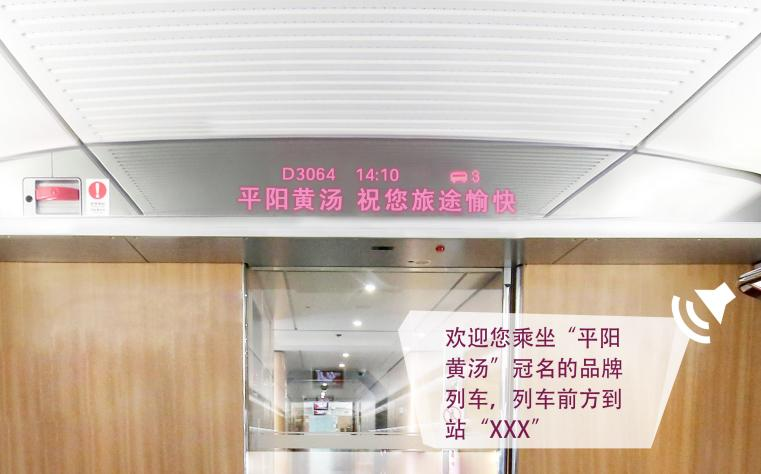 D3064 14:10 3
平阳黄汤 祝您旅途愉快
欢迎您乘坐“平阳
黄汤”冠名的品牌
列车，列车前方到
站“XXX”